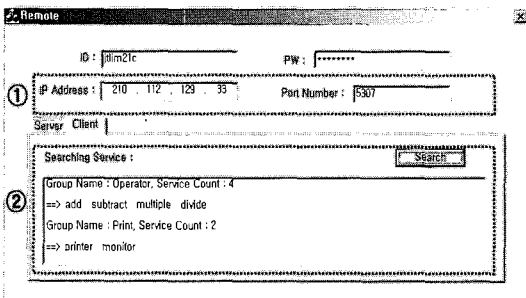 Remote
ID : jtlim21c PW : ********
① IP Address : 210 . 112 . 129 . 33 Port Number : 5307
Server Client
Searching Service : Search
②
Group Name : Operator, Service Count : 4
==> add subtract multiple divide
Group Name : Print, Service Count : 2
==> printer monitor